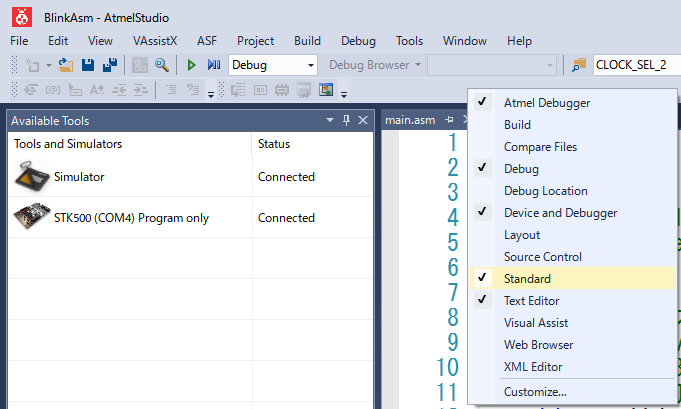 BlinkAsm - AtmelStudio
File Edit View VAssistX ASF Project Build Debug Tools Window Help
Debug Debug Browser CLOCK_SEL_2
Available Tools
main.asm
Tools and Simulators Status
Simulator Connected
STK500 (COM4) Program only Connected
1
2
3
4
5
6
7
8
9
10
11
Atmel Debugger
Build
Compare Files
Debug
Debug Location
Device and Debugger
Layout
Source Control
Standard
Text Editor
Visual Assist
Web Browser
XML Editor
Customize...